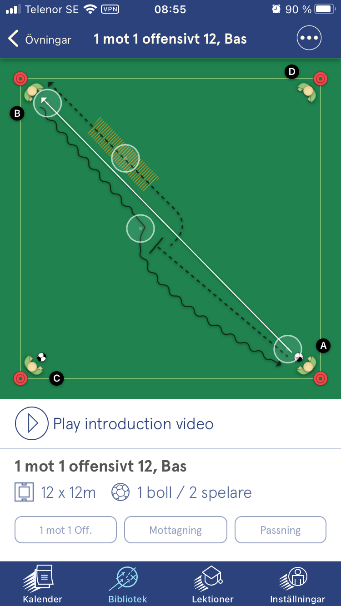 Telenor SE VPN 08:55 90 %
Övningar 1 mot 1 offensivt 12, Bas
D
B
A
C
Play introduction video
1 mot 1 offensivt 12, Bas
12 x 12m 1 boll / 2 spelare
1 mot 1 Off. Mottagning Passning
Kalender Bibliotek Lektioner Inställningar